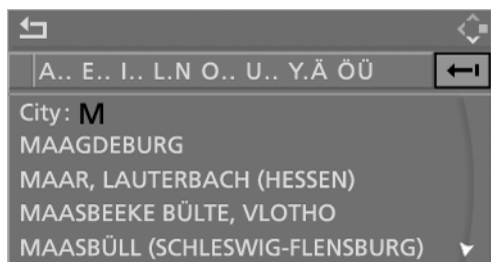 A.. E.. I.. L.N O.. U.. Y.Ä ÖÜ
City: M
MAAGDEBURG
MAAR, LAUTERBACH (HESSEN)
MAASBEEKE BÜLTE, VLOTHO
MAASBÜLL (SCHLESWIG-FLENSBURG)